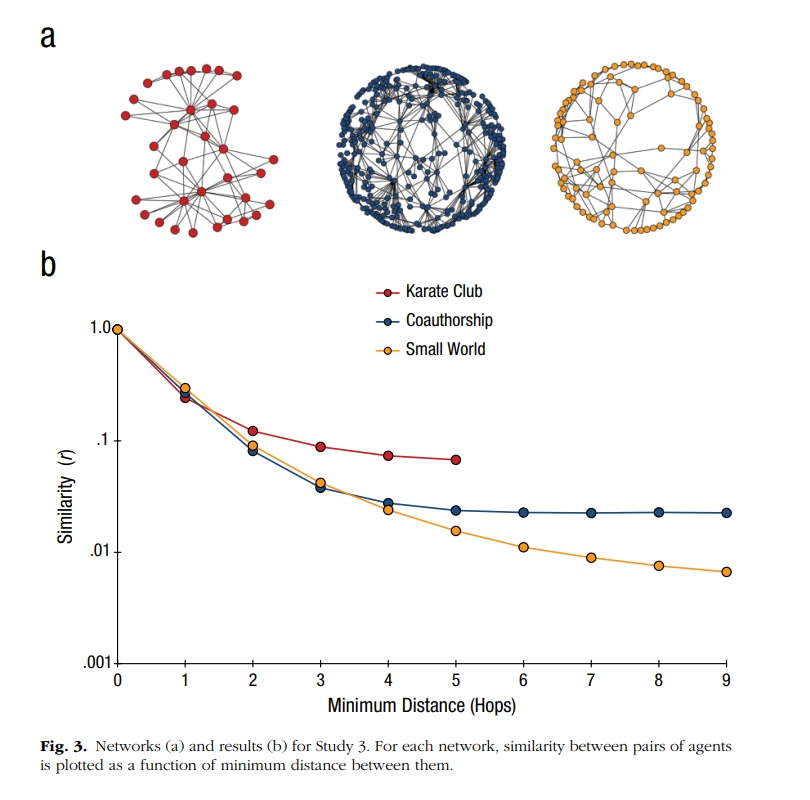 a
b
Karate Club
Coauthorship
Small World
1.0
.1
.01
.001
Similarity (r)
0 1 2 3 4 5 6 7 8 9
Minimum Distance (Hops)
Fig. 3. Networks (a) and results (b) for Study 3. For each network, similarity between pairs of agents
is plotted as a function of minimum distance between them.